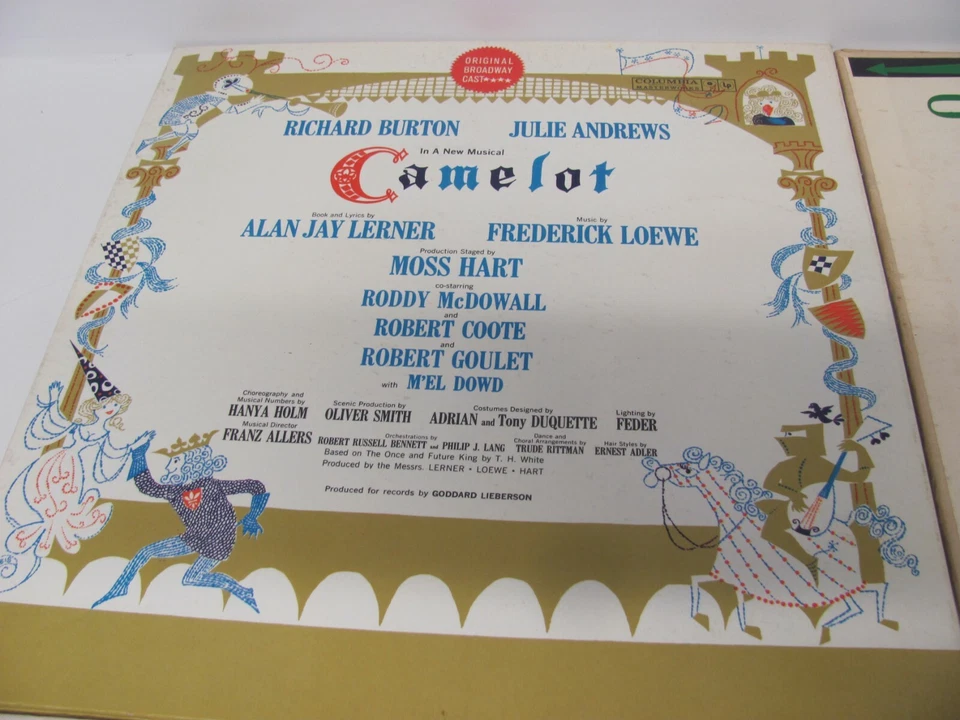 ORIGINAL
BROADWAY
CAST★★★★
COLUMBIA
MASTERWORKS
RICHARD BURTON JULIE ANDREWS
In A New Musical
Camelot
Book and Lyrics by Music by
ALAN JAY LERNER FREDERICK LOEWE
Production Staged by
MOSS HART
co-starring
RODDY McDOWALL
and
ROBERT COOTE
and
ROBERT GOULET
with M'EL DOWD
Choreography and
Musical Numbers by
HANYA HOLM
Scenic Production by
OLIVER SMITH
Costumes Designed by
ADRIAN and Tony DUQUETTE
Lighting by
FEDER
Musical Director
FRANZ ALLERS
Orchestrations by
ROBERT RUSSELL BENNETT and PHILIP J. LANG
Dance and
Choral Arrangements by
TRUDE RITTMAN
Hair Styles by
ERNEST ADLER
Based on The Once and Future King by T. H. White
Produced by the Messrs. LERNER • LOEWE • HART
Produced for records by GODDARD LIEBERSON